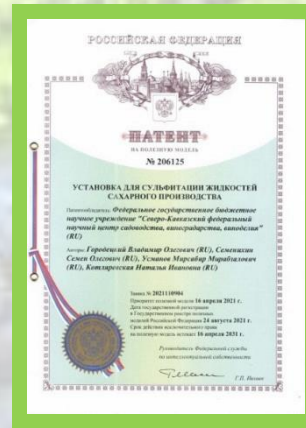 РОССИЙСКАЯ ФЕДЕРАЦИЯ
ПАТЕНТ
НА ПОЛЕЗНУЮ МОДЕЛЬ
№ 206125
УСТАНОВКА ДЛЯ СУЛЬФИТАЦИИ ЖИДКОСТЕЙ
САХАРНОГО ПРОИЗВОДСТВА
Патентообладатель: Федеральное государственное бюджетное
научное учреждение "Северо-Кавказский федеральный
научный центр садоводства, виноградарства, виноделия"
(RU)
Авторы: Городецкий Владимир Олегович (RU), Семенихин
Семен Олегович (RU), Усманов Мирсабир Мирабзалович
(RU), Котляревская Наталья Ивановна (RU)
Заявка № 2021110904
Приоритет полезной модели 16 апреля 2021 г.
Дата государственной регистрации
в Государственном реестре полезных
моделей Российской Федерации 24 августа 2021 г.
Срок действия исключительного права
на полезную модель истекает 16 апреля 2031 г.
Руководитель Федеральной службы
по интеллектуальной собственности
Г.П. Ивлиев